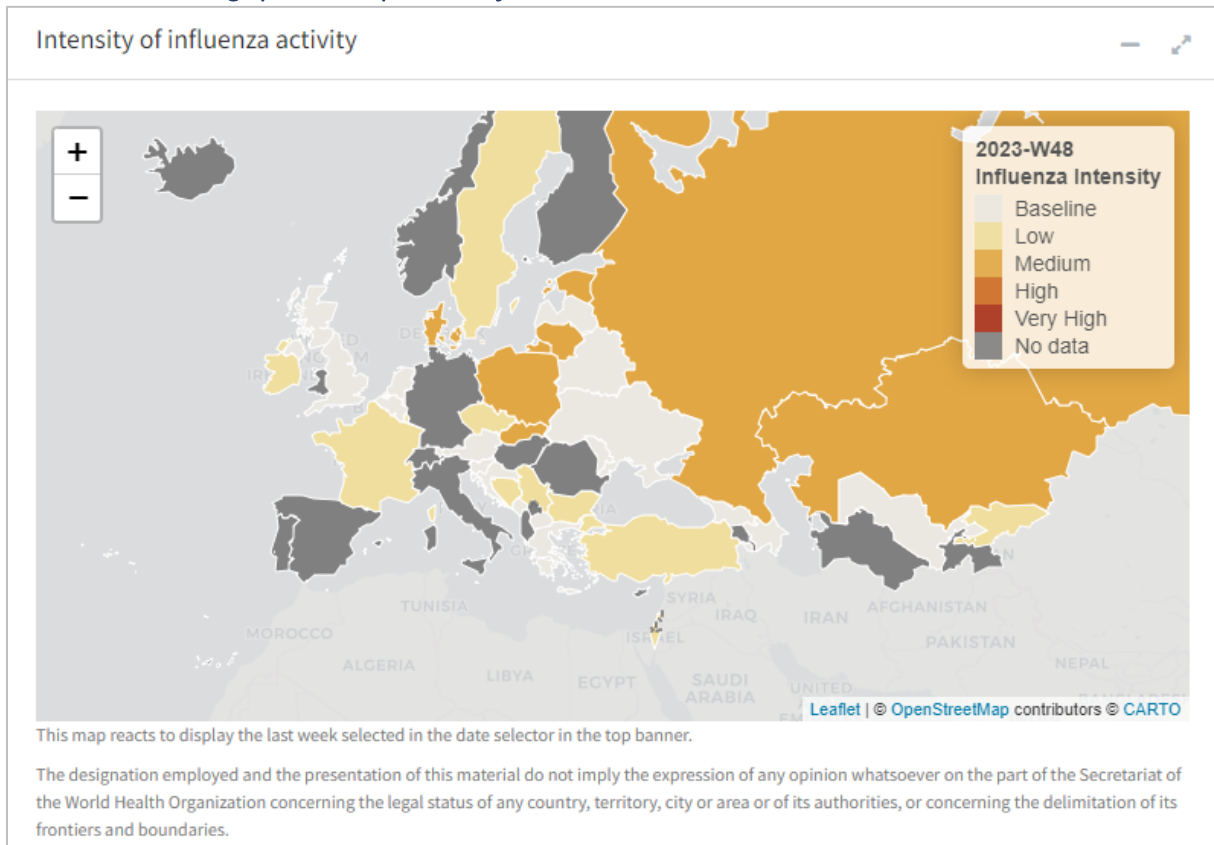 Intensity of influenza activity
+
−
2023-W48
Influenza Intensity
Baseline
Low
Medium
High
Very High
No data
TUNISIA
MOROCCO
ALGERIA
LIBYA
EGYPT
SYRIA
IRAQ
ISRAEL
SAUDI
ARABIA
IRAN
AFGHANISTAN
PAKISTAN
NEPAL
UNITED
Leaflet | © OpenStreetMap contributors © CARTO
This map reacts to display the last week selected in the date selector in the top banner.
The designation employed and the presentation of this material do not imply the expression of any opinion whatsoever on the part of the Secretariat of
the World Health Organization concerning the legal status of any country, territory, city or area or of its authorities, or concerning the delimitation of its
frontiers and boundaries.